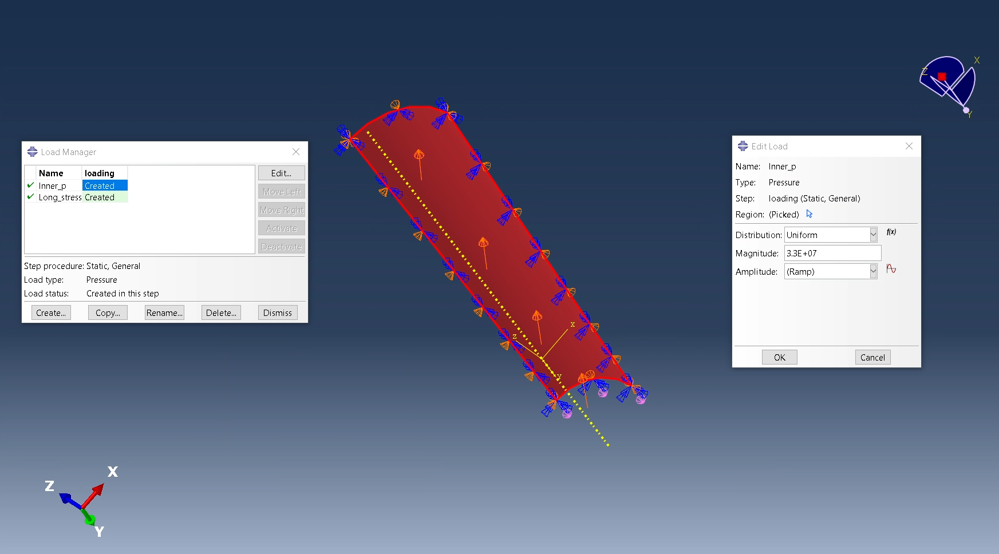 Load Manager
Name loading
Inner_p Created
Long_stress Created
Edit...
Move Left
Move Right
Activate
Deactivate
Step procedure: Static, General
Load type: Pressure
Load status: Created in this step
Create... Copy... Rename... Delete... Dismiss
Edit Load
Name: Inner_p
Type: Pressure
Step: loading (Static, General)
Region: (Picked)
Distribution: Uniform f(x)
Magnitude: 3.3E+07
Amplitude: (Ramp)
OK Cancel
X
Z
Y
X
Z
Y
X
Z
Y